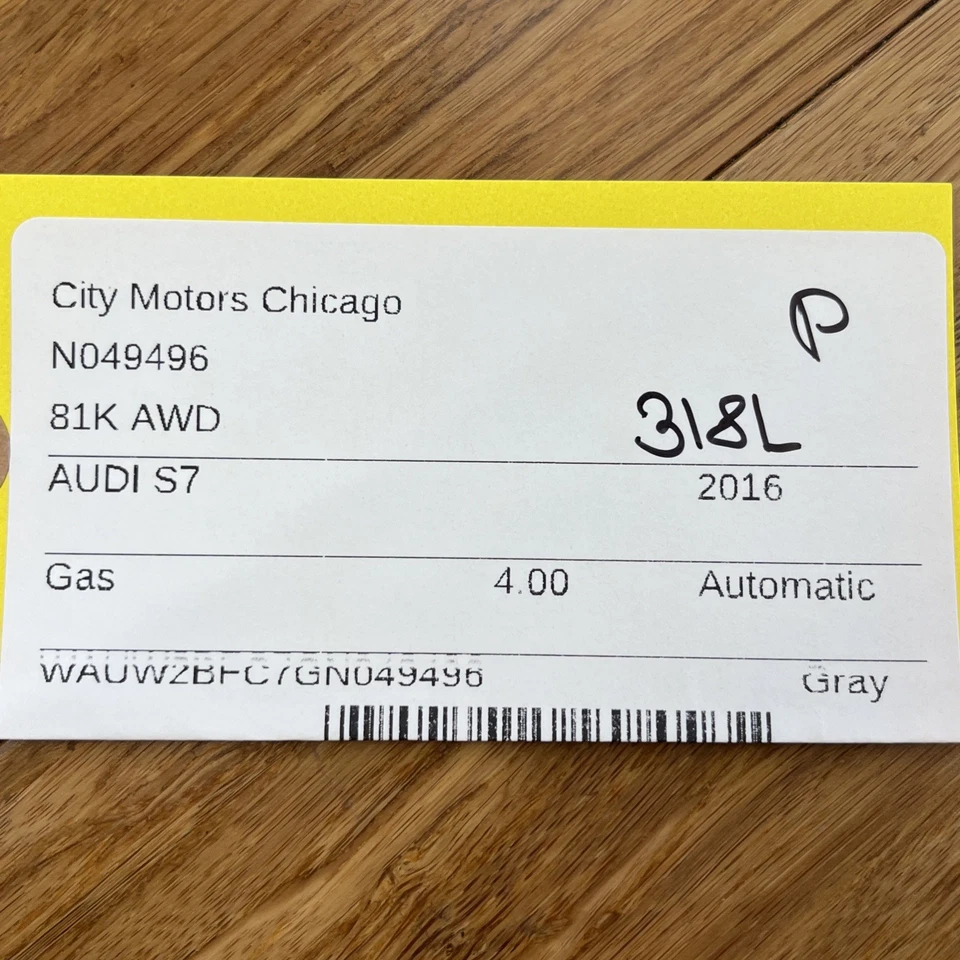 City Motors Chicago
P
N049496
81K AWD 318L
AUDI S7 2016
Gas 4.00 Automatic
WAUW2BFC7GN049496 Gray